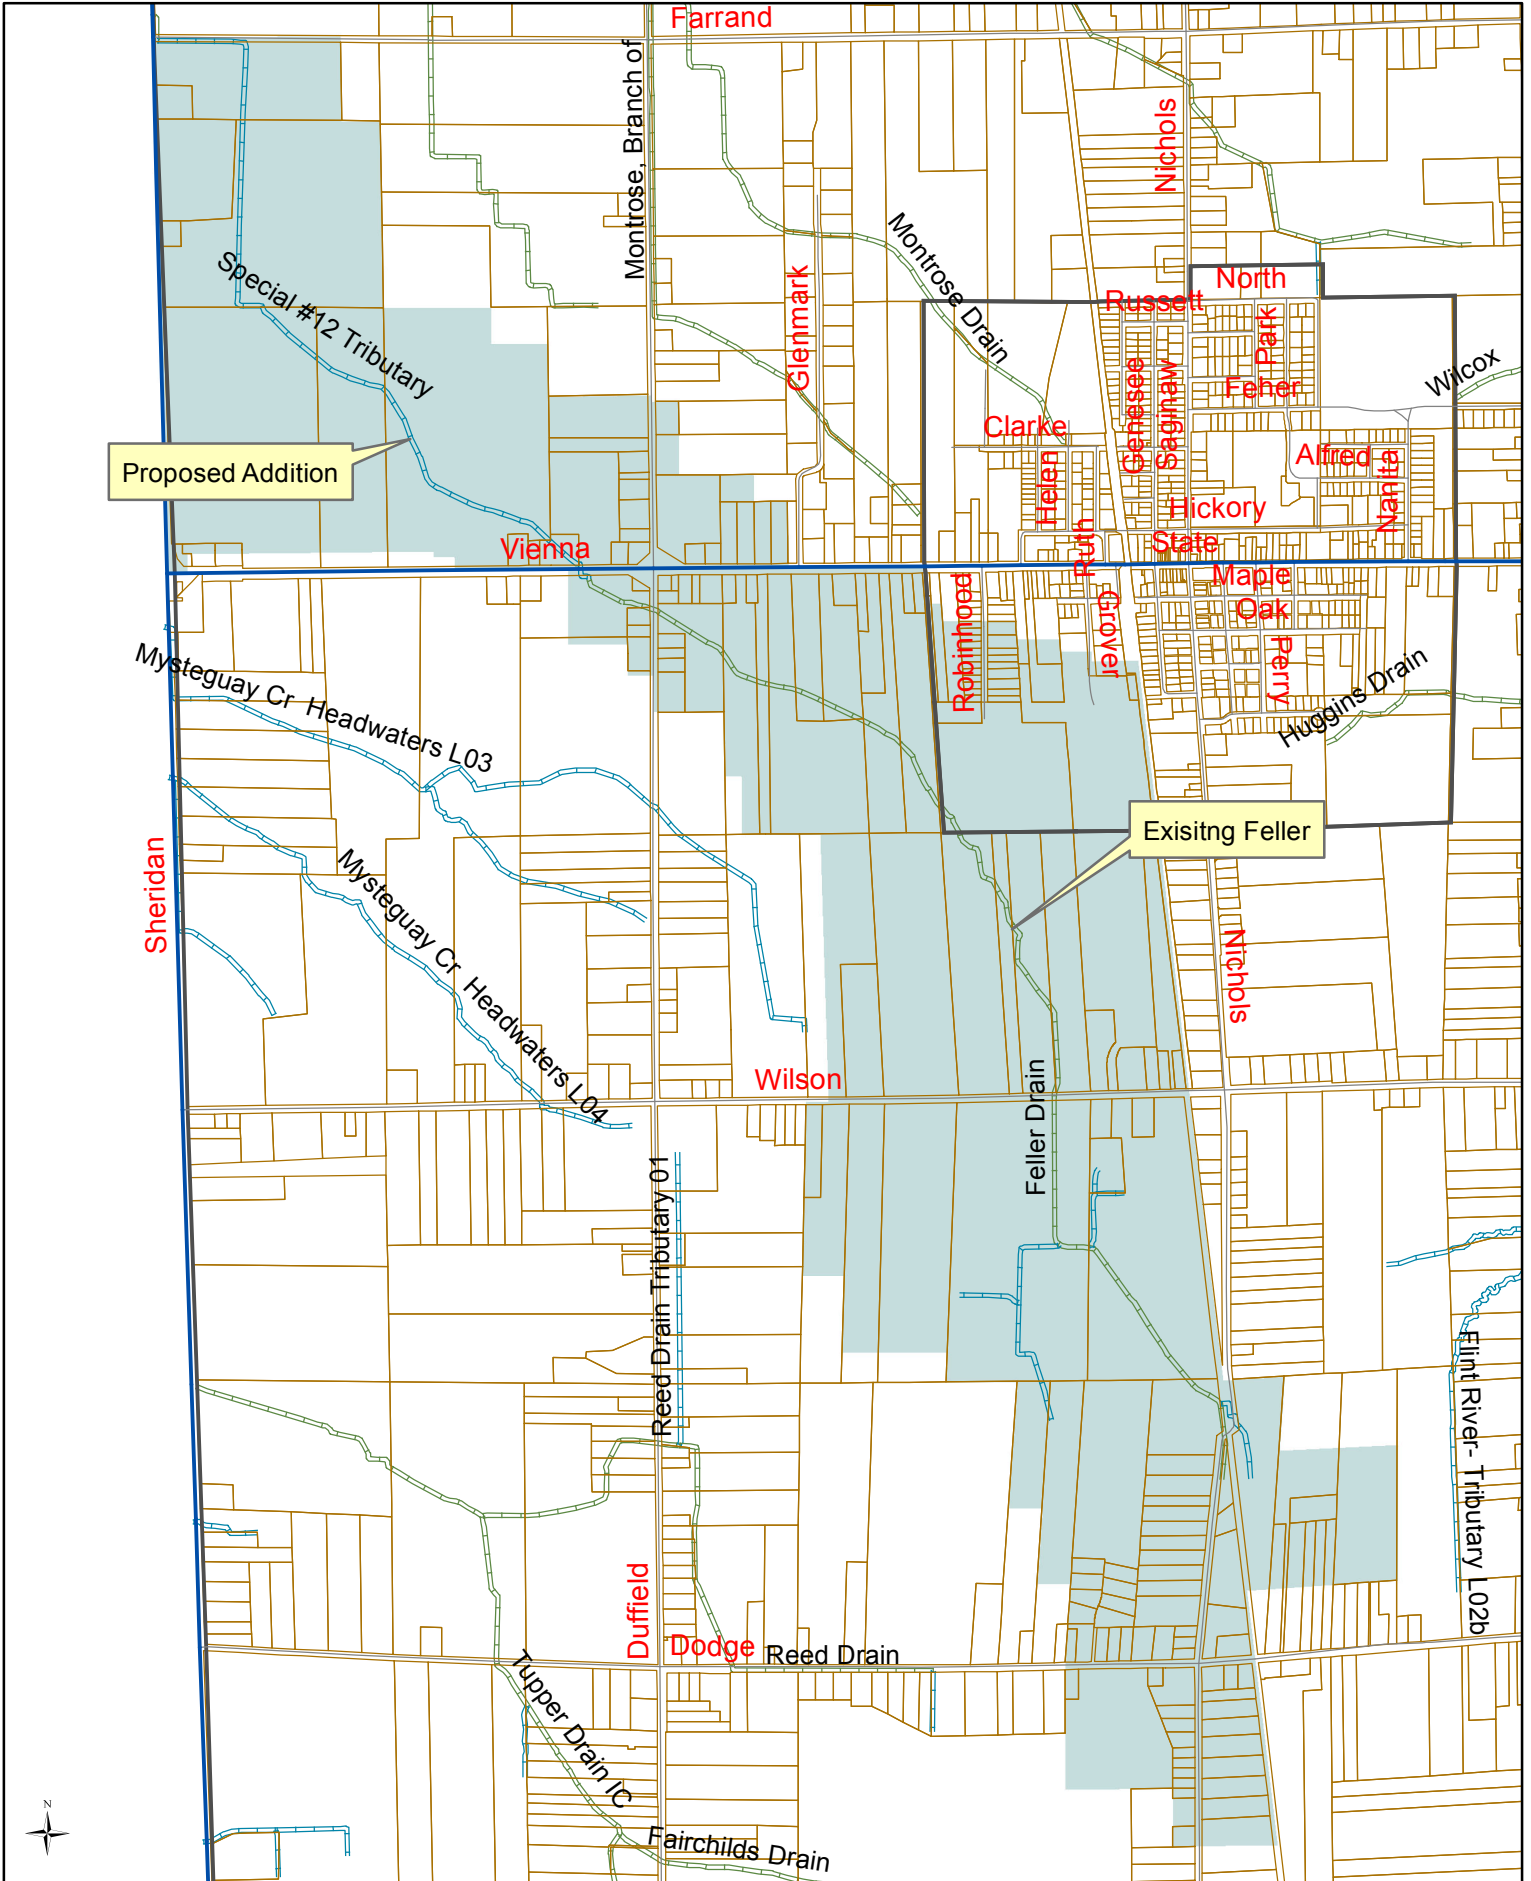 Farrand
Montrose, Branch of
Nichols
Montrose Drain
Special #12 Tributary
Glenmark
North
Russett
Park
Genesee
Saginaw
Feher
Wilcox
Clarke
Proposed Addition
Helen
Alfred
Nanita
Hickory
Ruth
State
Vienna
Maple
Oak
Robinhood
Grover
Perry
Mysteguay Cr Headwaters L03
Huggins Drain
Exisitng Feller
Sheridan
Mysteguay Cr Headwaters L04
Nichols
Wilson
Feller Drain
Reed Drain Tributary 01
Flint River- Tributary L02b
Duffield
Dodge
Reed Drain
Tupper Drain IC
N
Fairchilds Drain